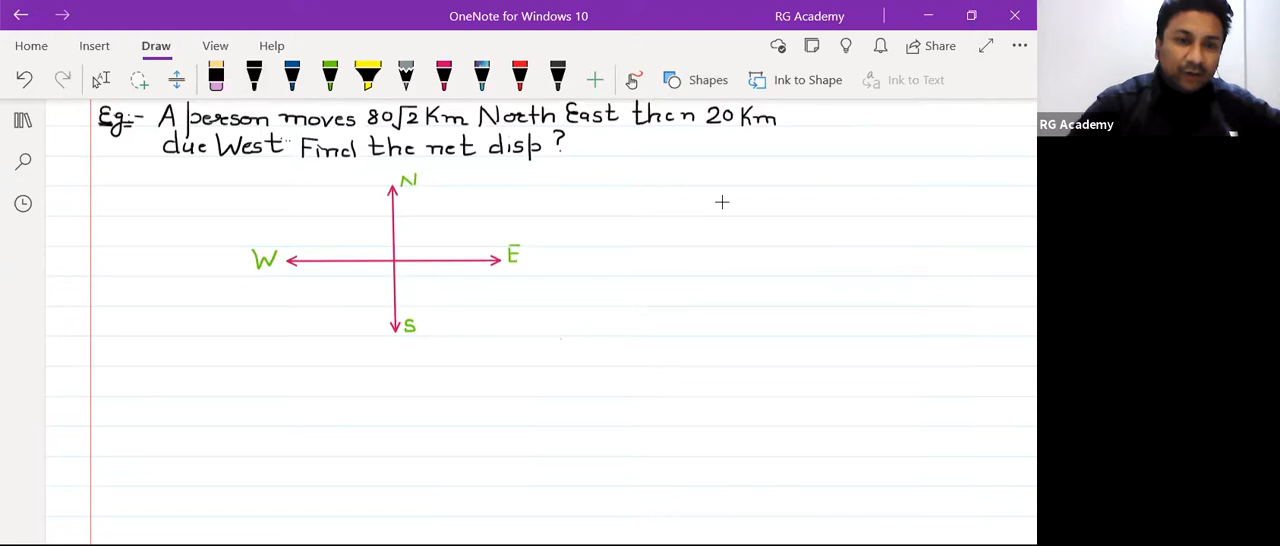 OneNote for Windows 10
RG Academy
Home Insert Draw View Help
Share
Shapes Ink to Shape Ink to Text
RG Academy
Eg:- A person moves 80√2 Km North East then 20 Km
due West. Find the net disp ?
N
W E
S